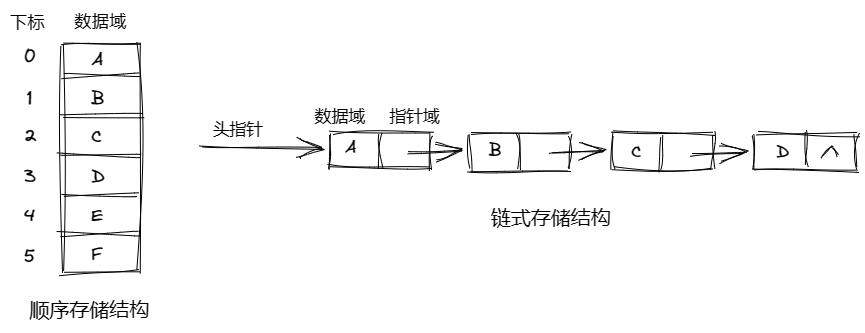 下标 数据域
0 A
1 B
2 C
3 D
4 E
5 F
顺序存储结构
头指针
数据域 指针域
A B C D ^
链式存储结构